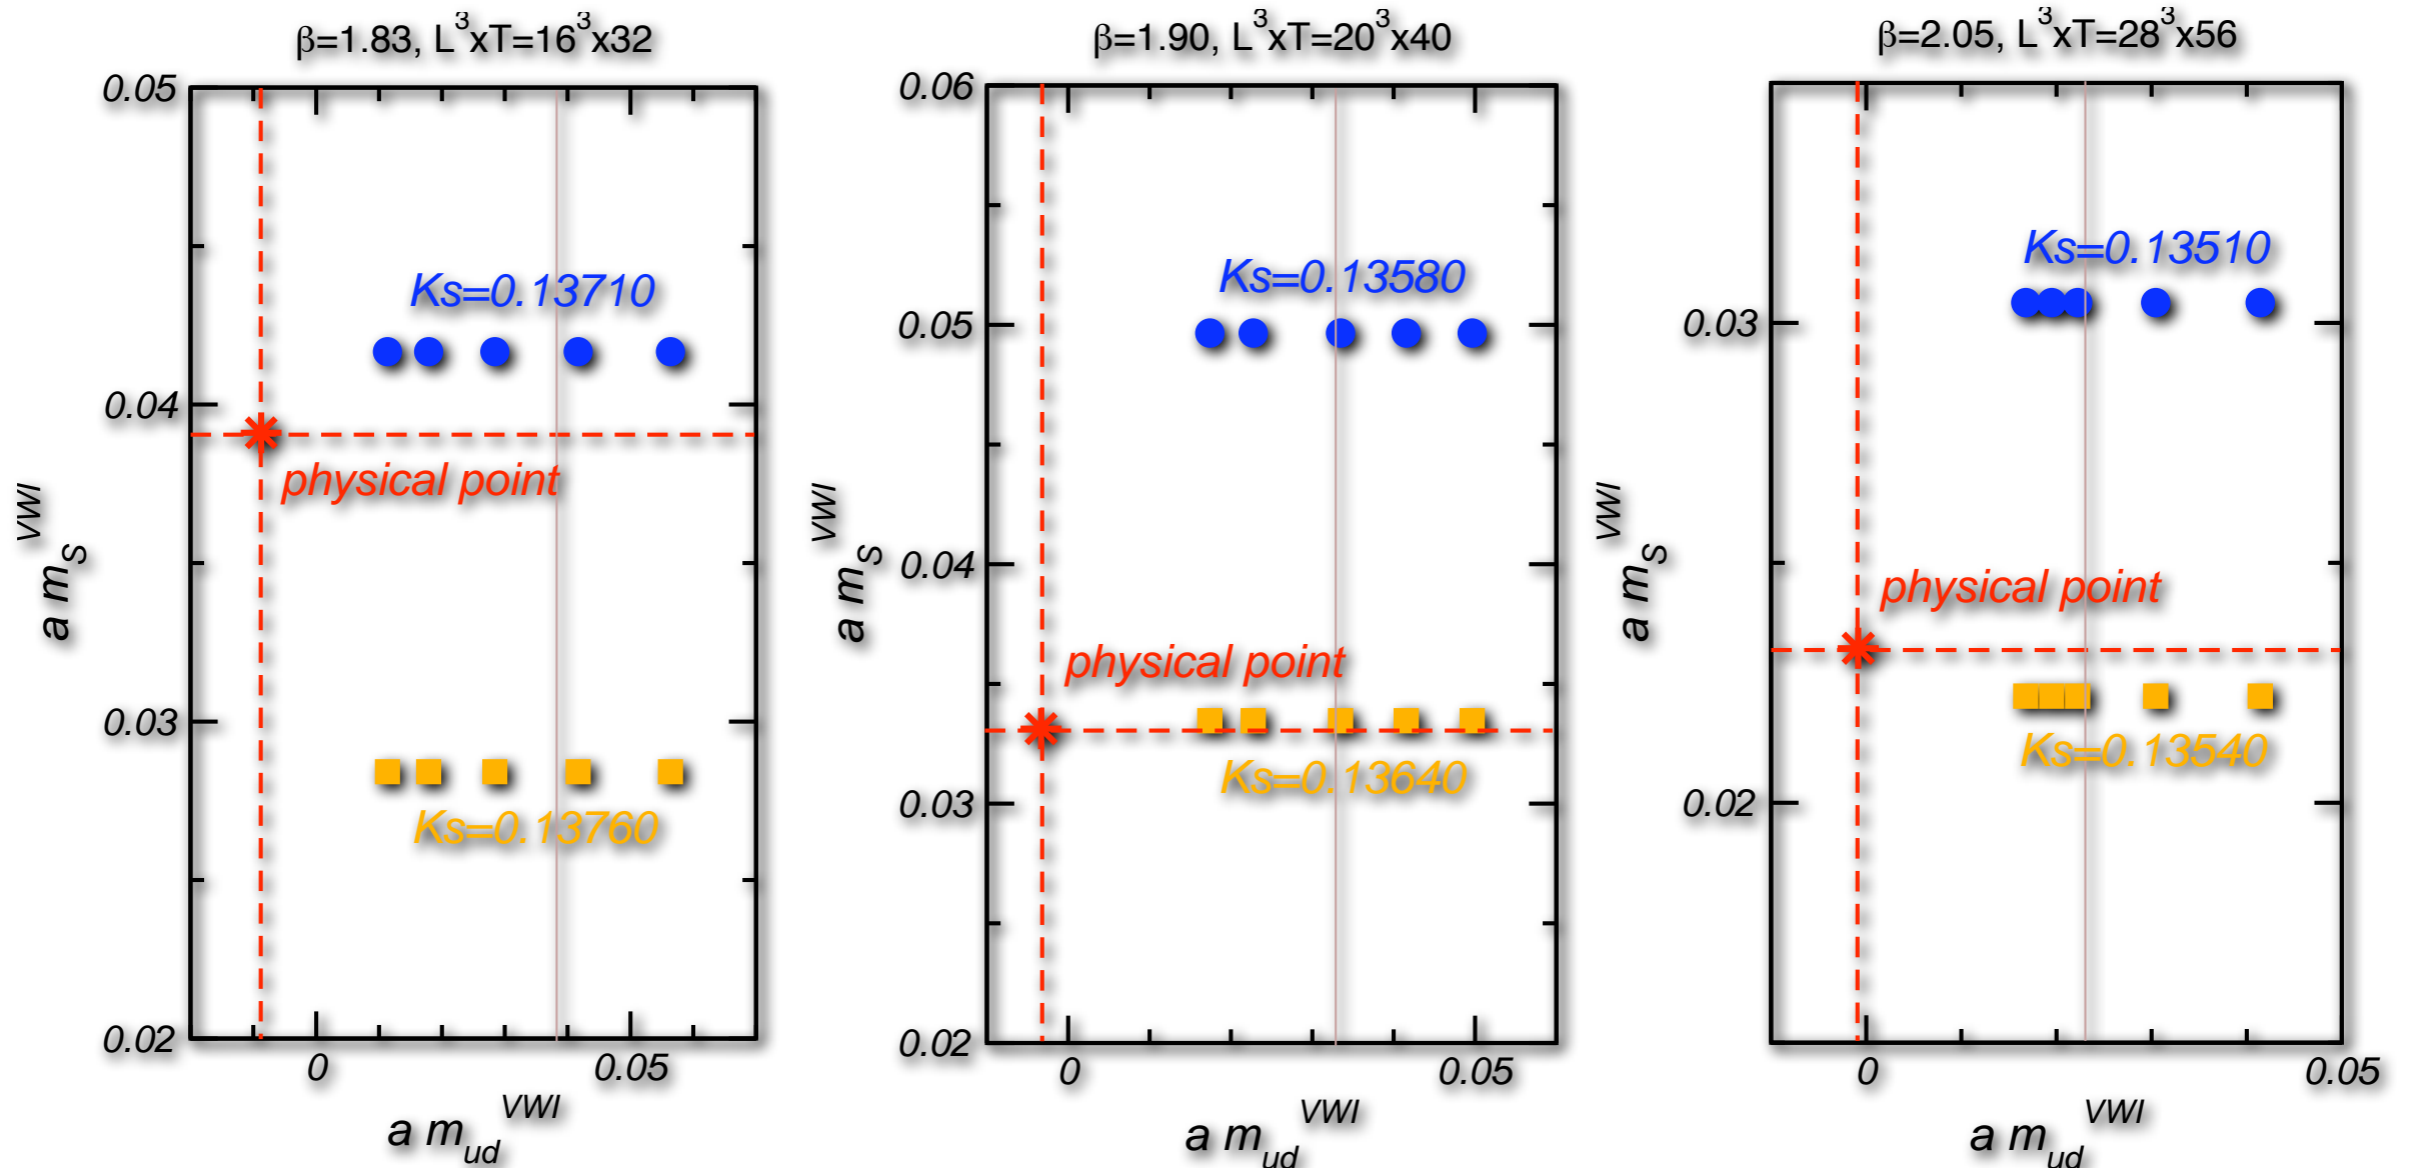 β=1.83, L³xT=16³x32
0.05
0.04
0.03
0.02
a m_s^VWI
Ks=0.13710
physical point
Ks=0.13760
0
0.05
a m_ud^VWI
β=1.90, L³xT=20³x40
0.06
0.05
0.04
0.03
0.02
a m_s^VWI
Ks=0.13580
physical point
Ks=0.13640
0
0.05
a m_ud^VWI
β=2.05, L³xT=28³x56
0.03
0.02
a m_s^VWI
Ks=0.13510
physical point
Ks=0.13540
0
0.05
a m_ud^VWI